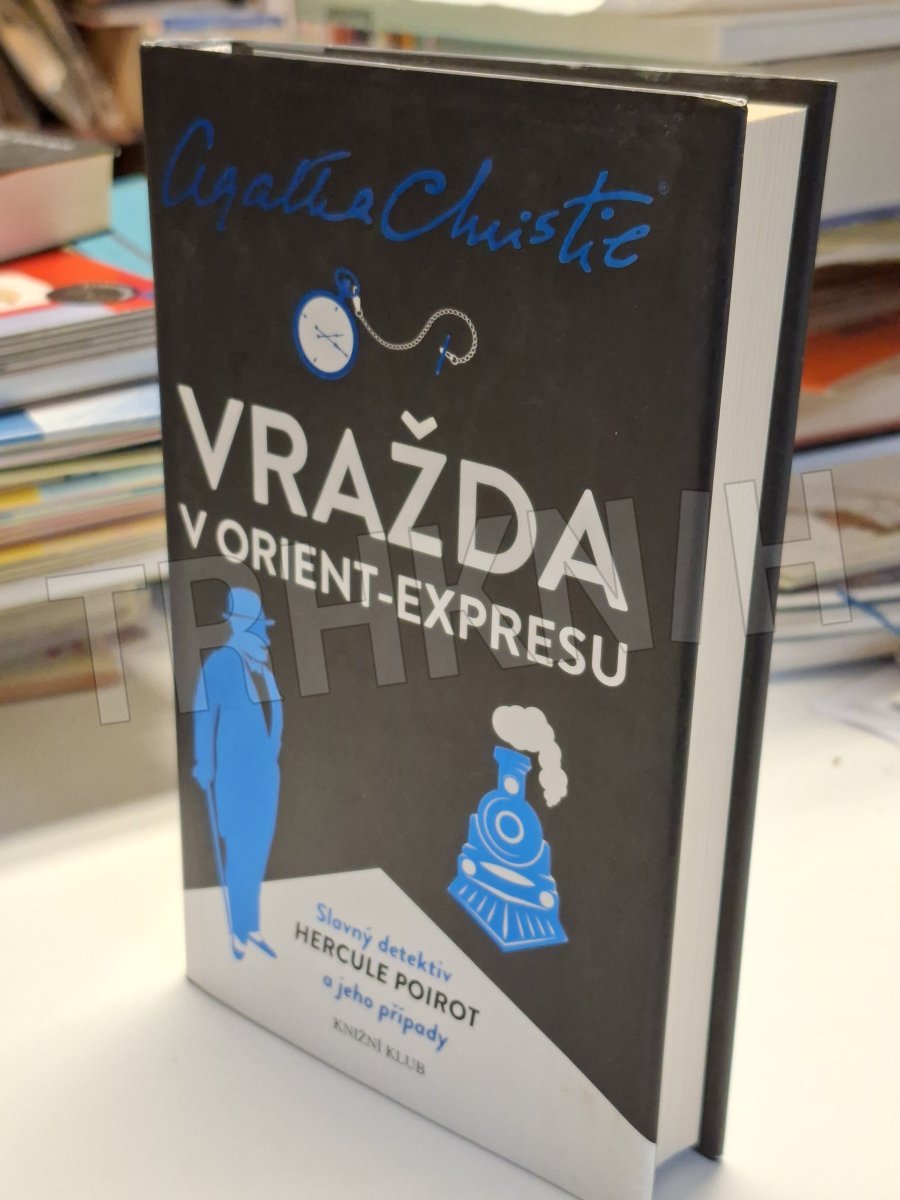 Agatha Christie®
VRAŽDA
V ORIENT-EXPRESU
TRHKNIH
Slavný detektiv
HERCULE POIROT
a jeho případy
KNIŽNÍ KLUB